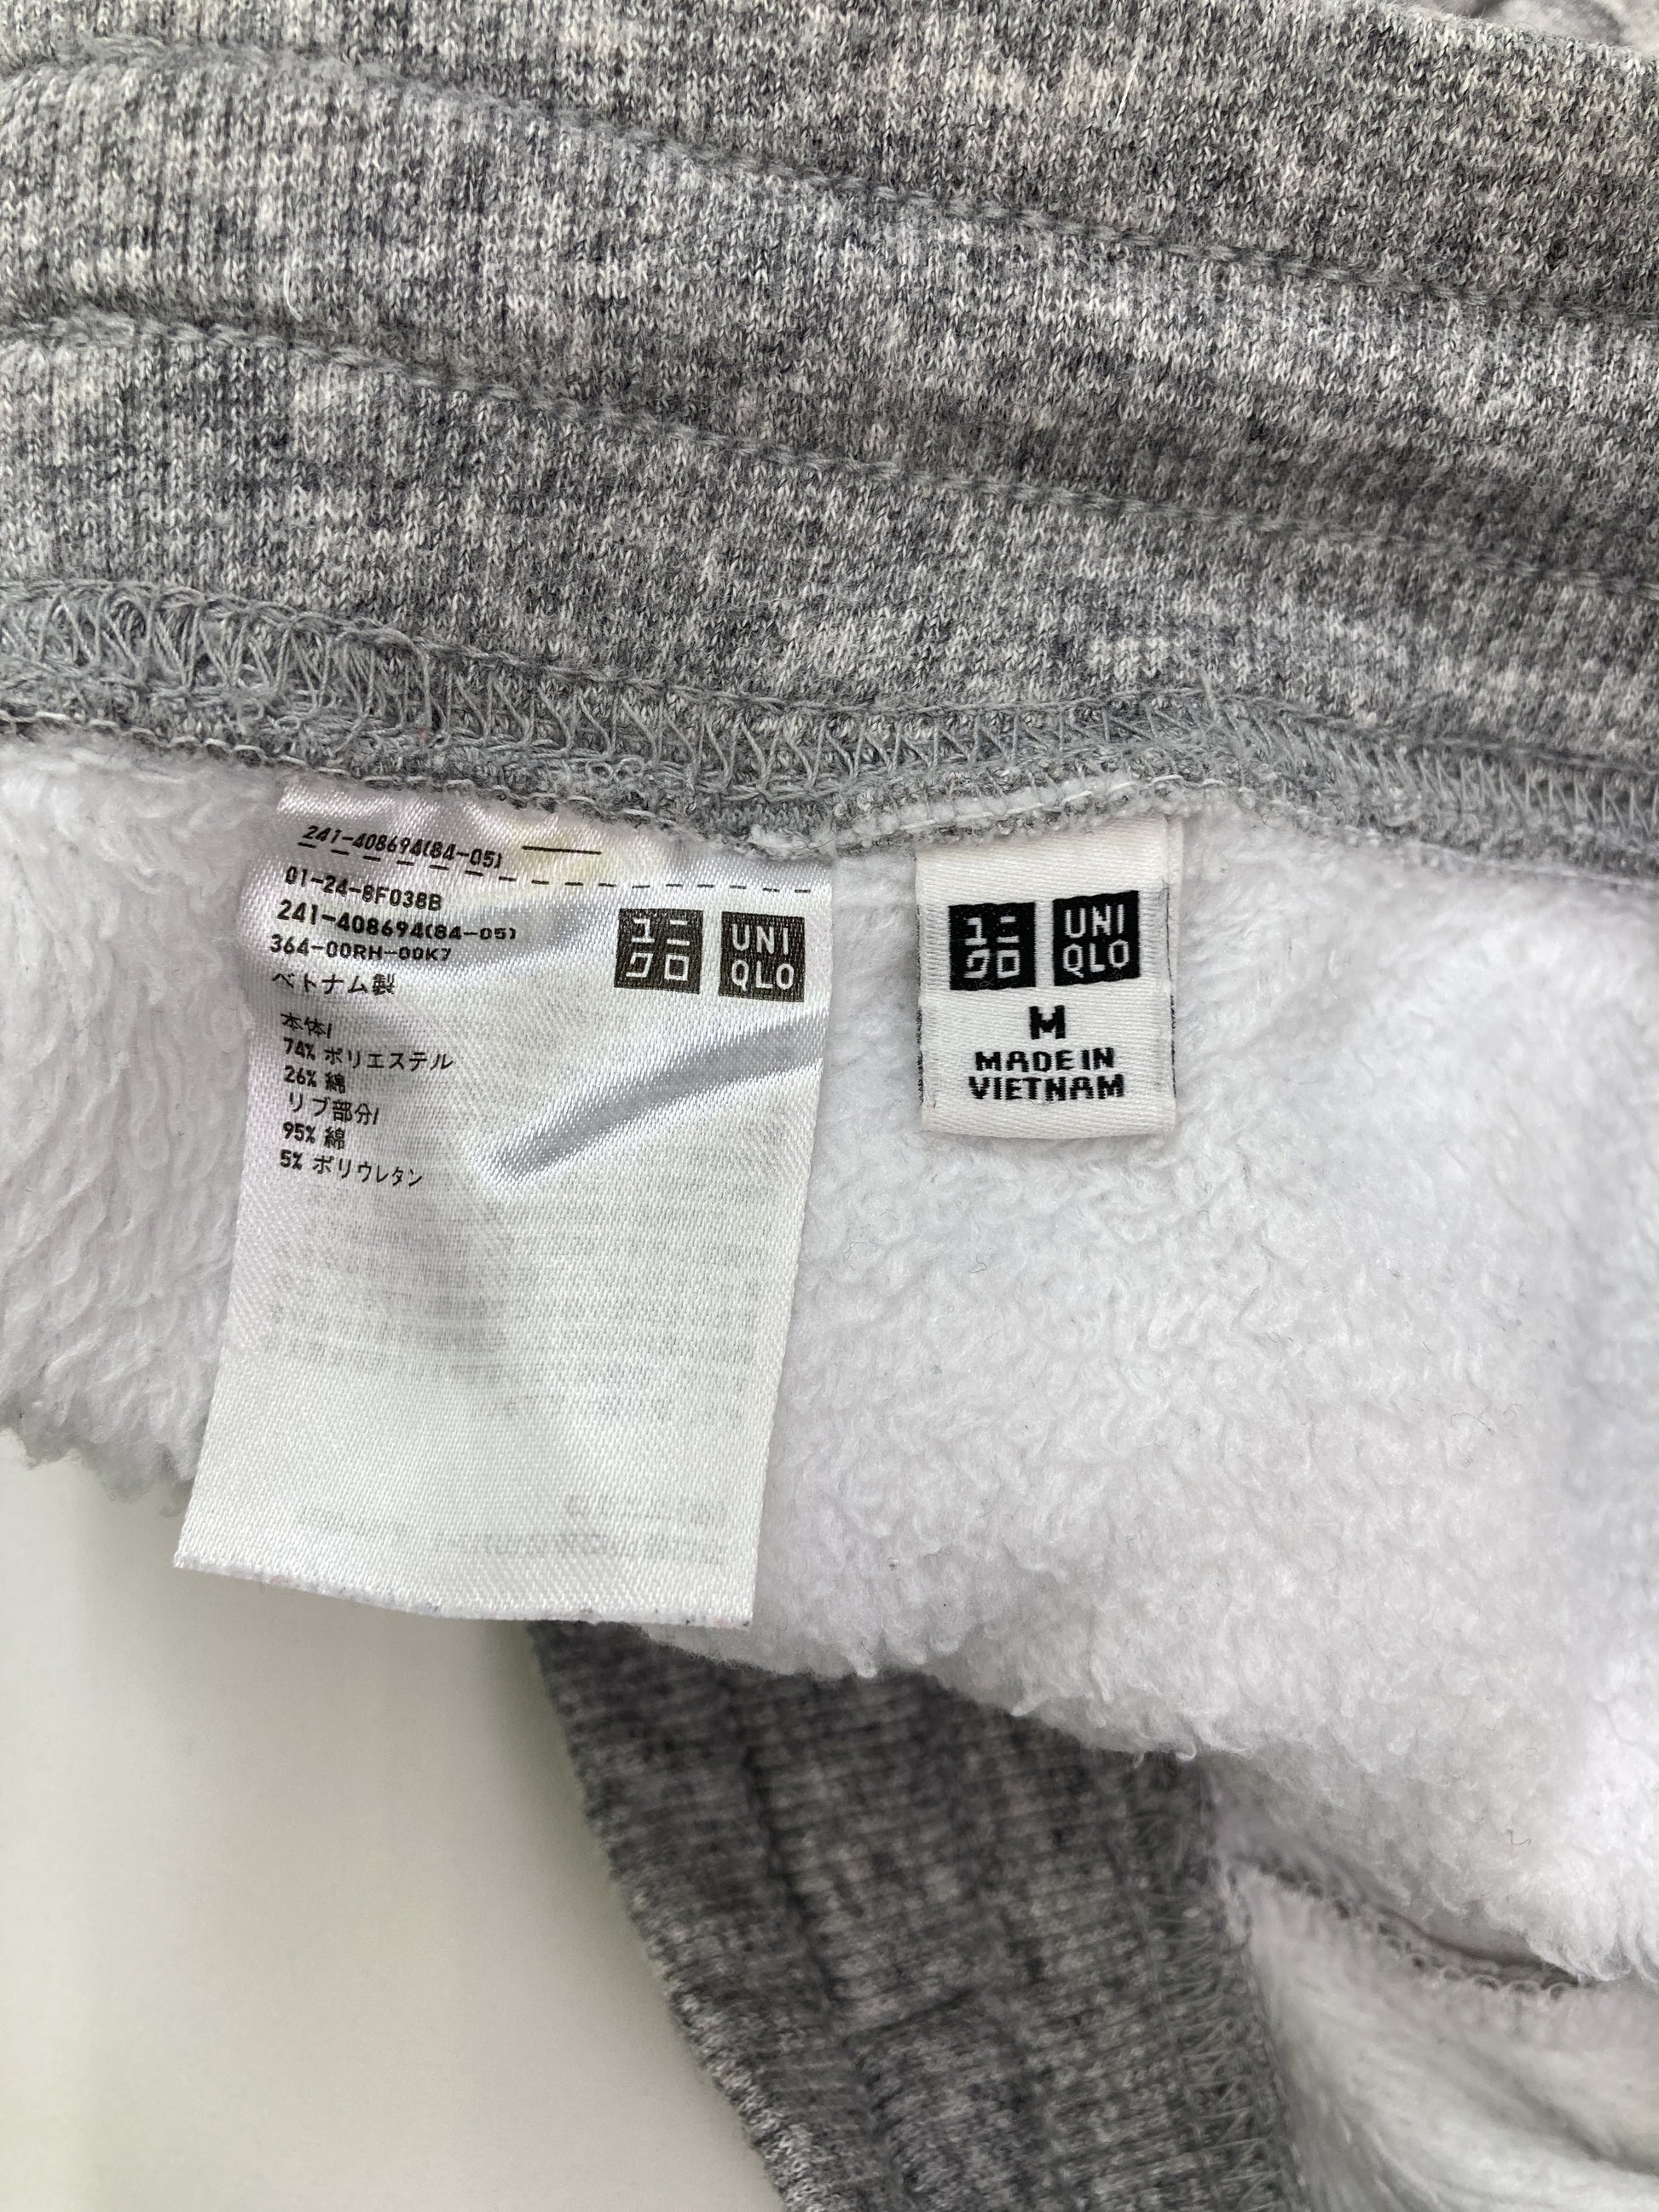 241-408694(84-05)
01-24-8F038B
241-408694(84-05)
364-00RH-00K7
ベトナム製
本体/
74% ポリエステル
26% 綿
リブ部分/
95% 綿
5% ポリウレタン
ユニ
クロ
UNI
QLO
ユニ
クロ
UNI
QLO
M
MADE IN
VIETNAM